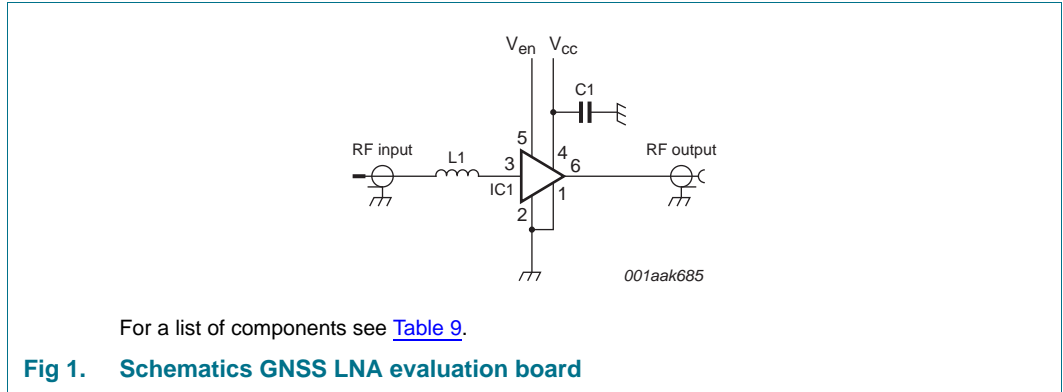 Ven Vcc
C1
5
4
RF input
L1
3
6
RF output
IC1
2
1
001aak685
For a list of components see Table 9.
Fig 1. Schematics GNSS LNA evaluation board